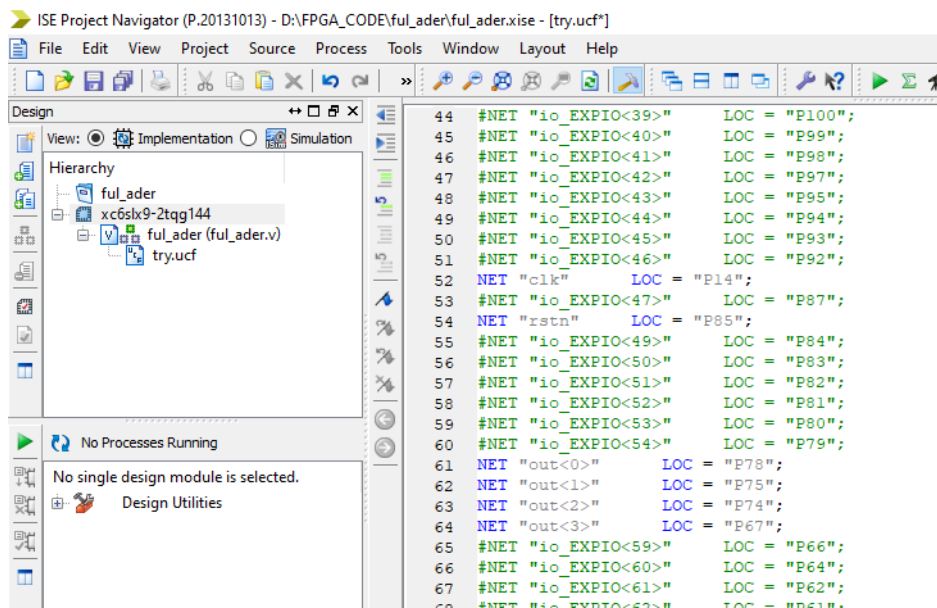 ISE Project Navigator (P.20131013) - D:\FPGA_CODE\ful_ader\ful_ader.xise - [try.ucf*]
File Edit View Project Source Process Tools Window Layout Help
Design
View: Implementation Simulation
Hierarchy
ful_ader
xc6slx9-2tqg144
ful_ader (ful_ader.v)
try.ucf
No Processes Running
No single design module is selected.
Design Utilities
44 #NET "io_EXPIO<39>" LOC = "P100";
45 #NET "io_EXPIO<40>" LOC = "P99";
46 #NET "io_EXPIO<41>" LOC = "P98";
47 #NET "io_EXPIO<42>" LOC = "P97";
48 #NET "io_EXPIO<43>" LOC = "P95";
49 #NET "io_EXPIO<44>" LOC = "P94";
50 #NET "io_EXPIO<45>" LOC = "P93";
51 #NET "io_EXPIO<46>" LOC = "P92";
52 NET "clk" LOC = "P14";
53 #NET "io_EXPIO<47>" LOC = "P87";
54 NET "rstn" LOC = "P85";
55 #NET "io_EXPIO<49>" LOC = "P84";
56 #NET "io_EXPIO<50>" LOC = "P83";
57 #NET "io_EXPIO<51>" LOC = "P82";
58 #NET "io_EXPIO<52>" LOC = "P81";
59 #NET "io_EXPIO<53>" LOC = "P80";
60 #NET "io_EXPIO<54>" LOC = "P79";
61 NET "out<0>" LOC = "P78";
62 NET "out<1>" LOC = "P75";
63 NET "out<2>" LOC = "P74";
64 NET "out<3>" LOC = "P67";
65 #NET "io_EXPIO<59>" LOC = "P66";
66 #NET "io_EXPIO<60>" LOC = "P64";
67 #NET "io_EXPIO<61>" LOC = "P62";
68 #NET "io_EXPIO<62>" LOC = "P61";